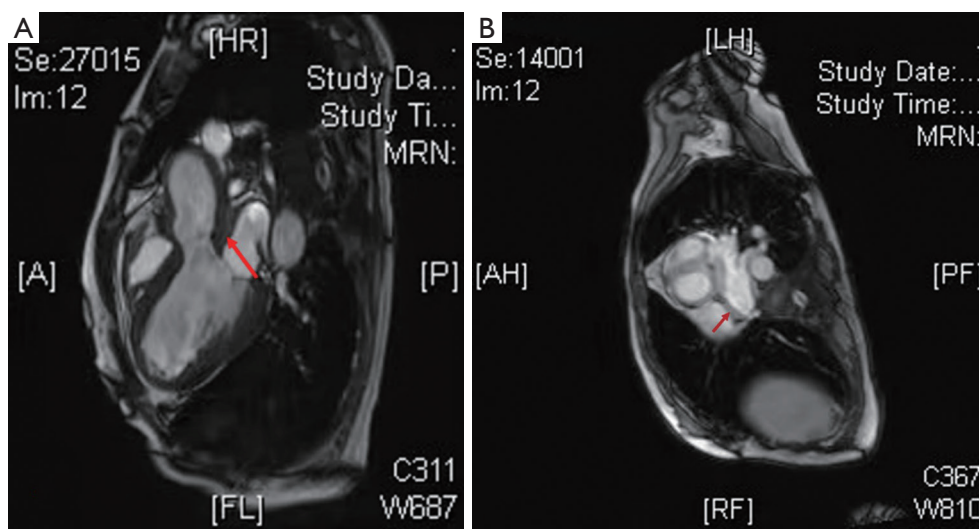 A
[HR]
Se:27015
Im:12
Study Da...
Study Ti...
MRN:
[A]
[P]
C311
W687
[FL]
B
[LH]
Se:14001
Im:12
Study Date:...
Study Time:...
MRN:
[AH]
[PF]
C367
W810
[RF]